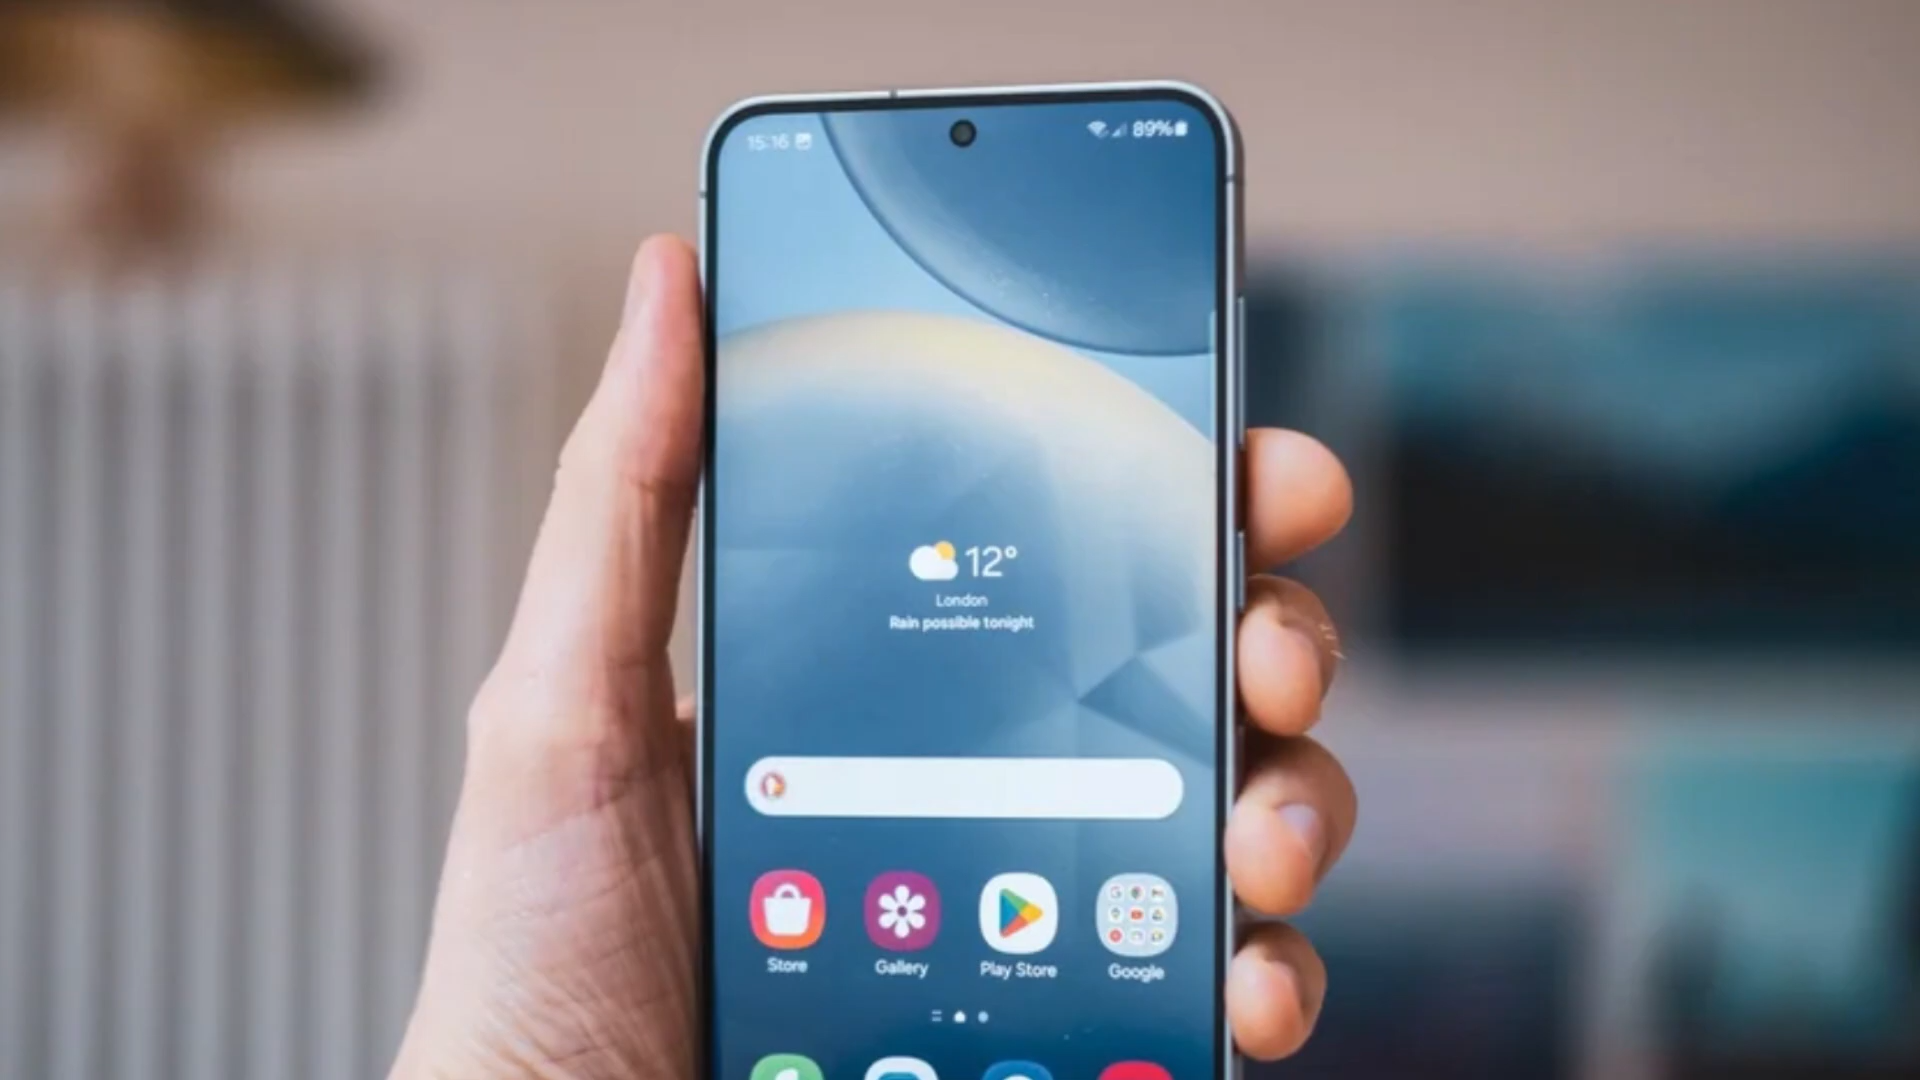 15:16
89%
12°
London
Rain possible tonight
Store
Gallery
Play Store
Google